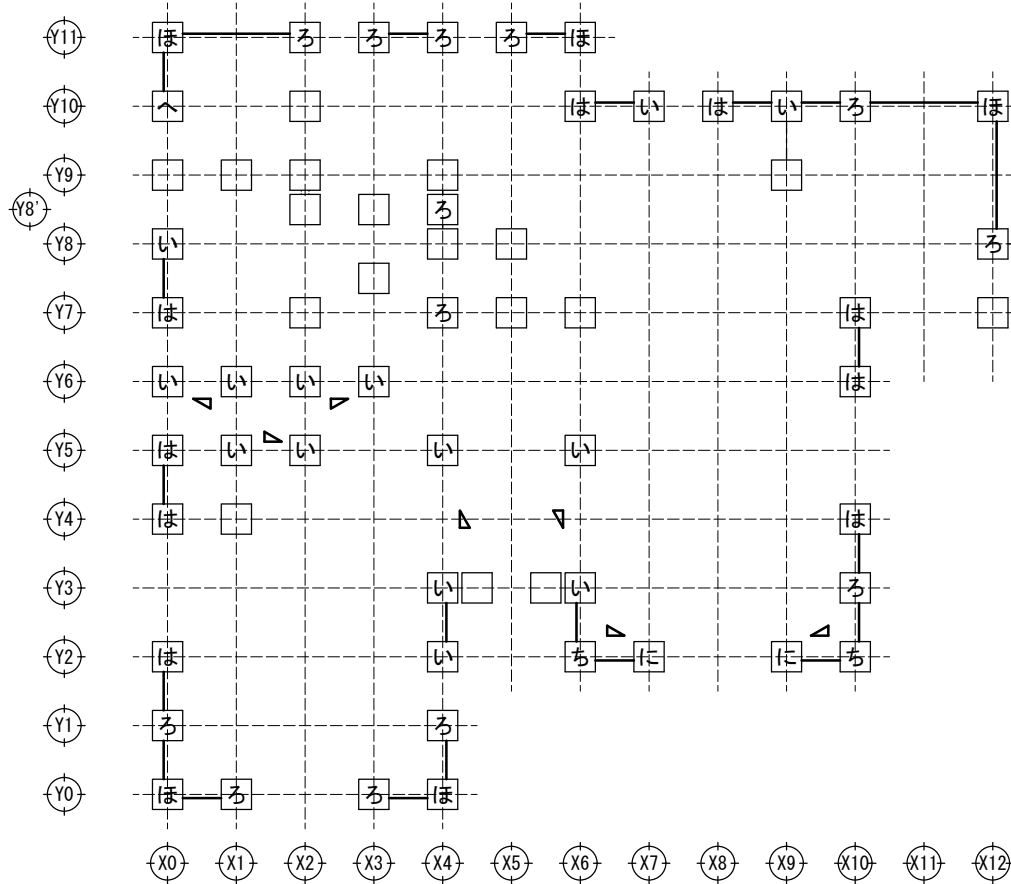 Y11 ほ ろ ろ ろ ろ ほ
Y10 へ は い は い ろ ほ
Y9
Y8' ろ
Y8 い ろ
Y7 は ろ は
Y6 い い い い は
Y5 は い い い い
Y4 は は
Y3 い い ろ
Y2 は い ち に に ち
Y1 ろ ろ
Y0 ほ ろ ろ ほ
X0 X1 X2 X3 X4 X5 X6 X7 X8 X9 X10 X11 X12